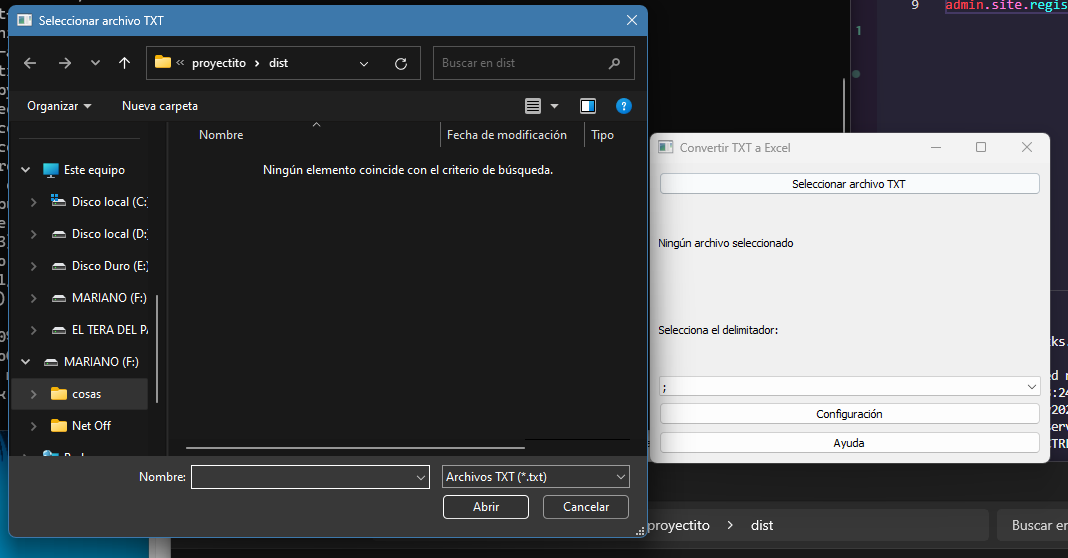 Seleccionar archivo TXT
proyectito
dist
Buscar en dist
Organizar
Nueva carpeta
Nombre
Fecha de modificación
Tipo
Ningún elemento coincide con el criterio de búsqueda.
Este equipo
Disco local (C:
Disco local (D:
Disco Duro (E:)
MARIANO (F:)
EL TERA DEL PA
MARIANO (F:)
cosas
Net Off
Nombre:
Archivos TXT (*.txt)
Abrir
Cancelar
9 admin.site.regis
1
Convertir TXT a Excel
Seleccionar archivo TXT
Ningún archivo seleccionado
Selecciona el delimitador:
;
Configuración
Ayuda
proyectito
dist
Buscar en